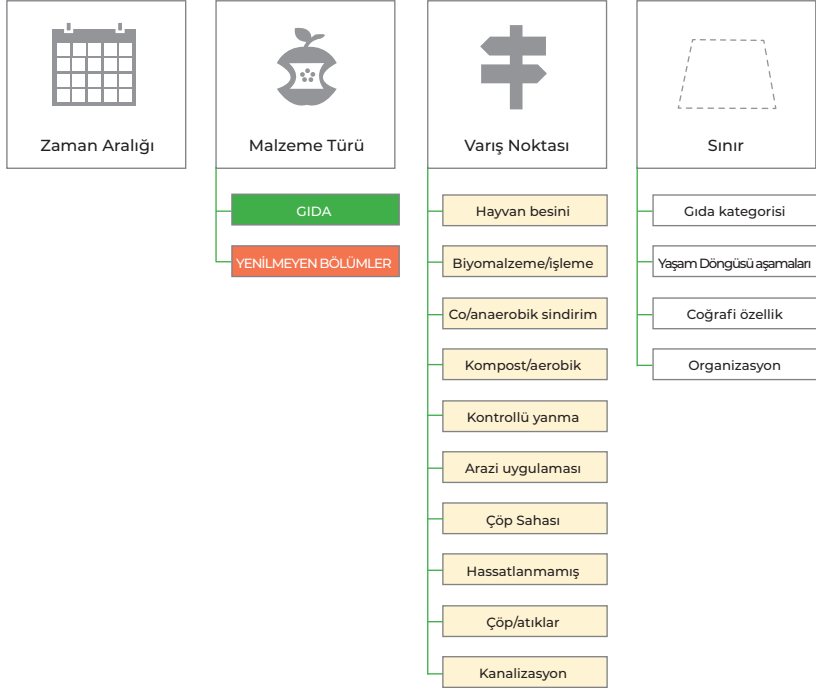 Zaman Aralığı
Malzeme Türü
GIDA
YENİLMEYEN BÖLÜMLER
Varış Noktası
Hayvan besini
Biyomalzeme/işleme
Co/anaerobik sindirim
Kompost/aerobik
Kontrollü yanma
Arazi uygulaması
Çöp Sahası
Hassatlanmamış
Çöp/atıklar
Kanalizasyon
Sınır
Gıda kategorisi
Yaşam Döngüsü aşamaları
Coğrafi özellik
Organizasyon